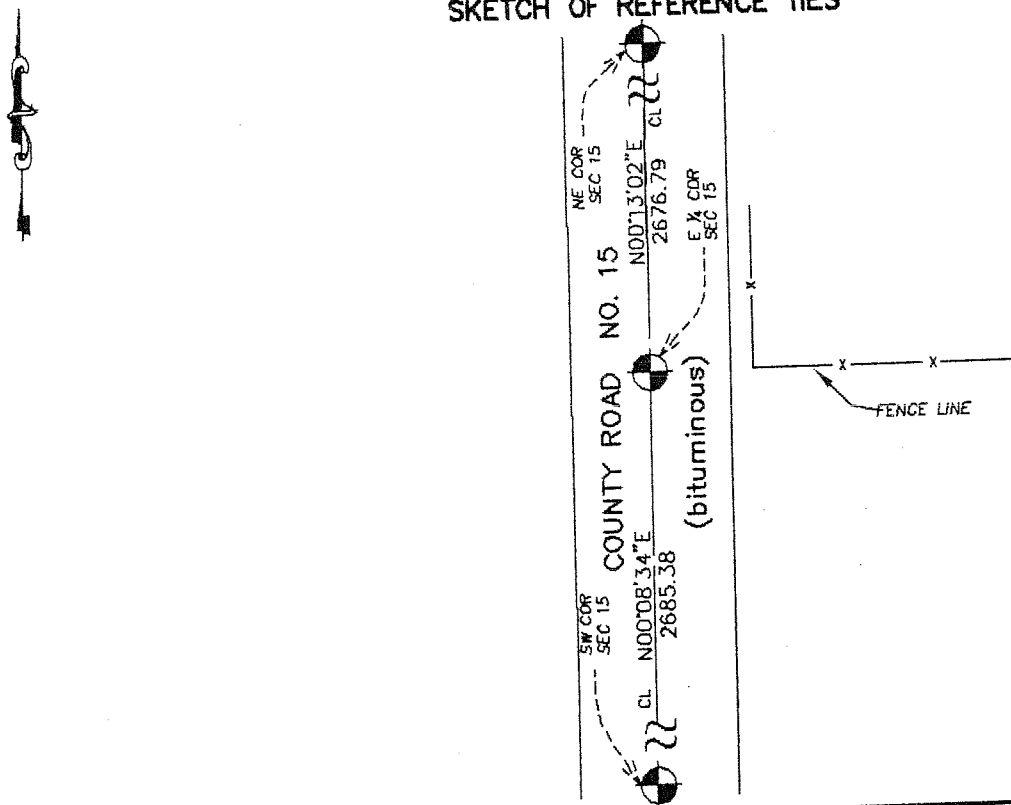 SKETCH OF REFERENCE TIES
NE COR
SEC 15
N00°13'02"E
2676.79
CL
E ¼ COR
SEC 15
COUNTY ROAD NO. 15
(bituminous)
FENCE LINE
x
x
x
SW COR
SEC 15
CL N00°08'34"E
2685.38